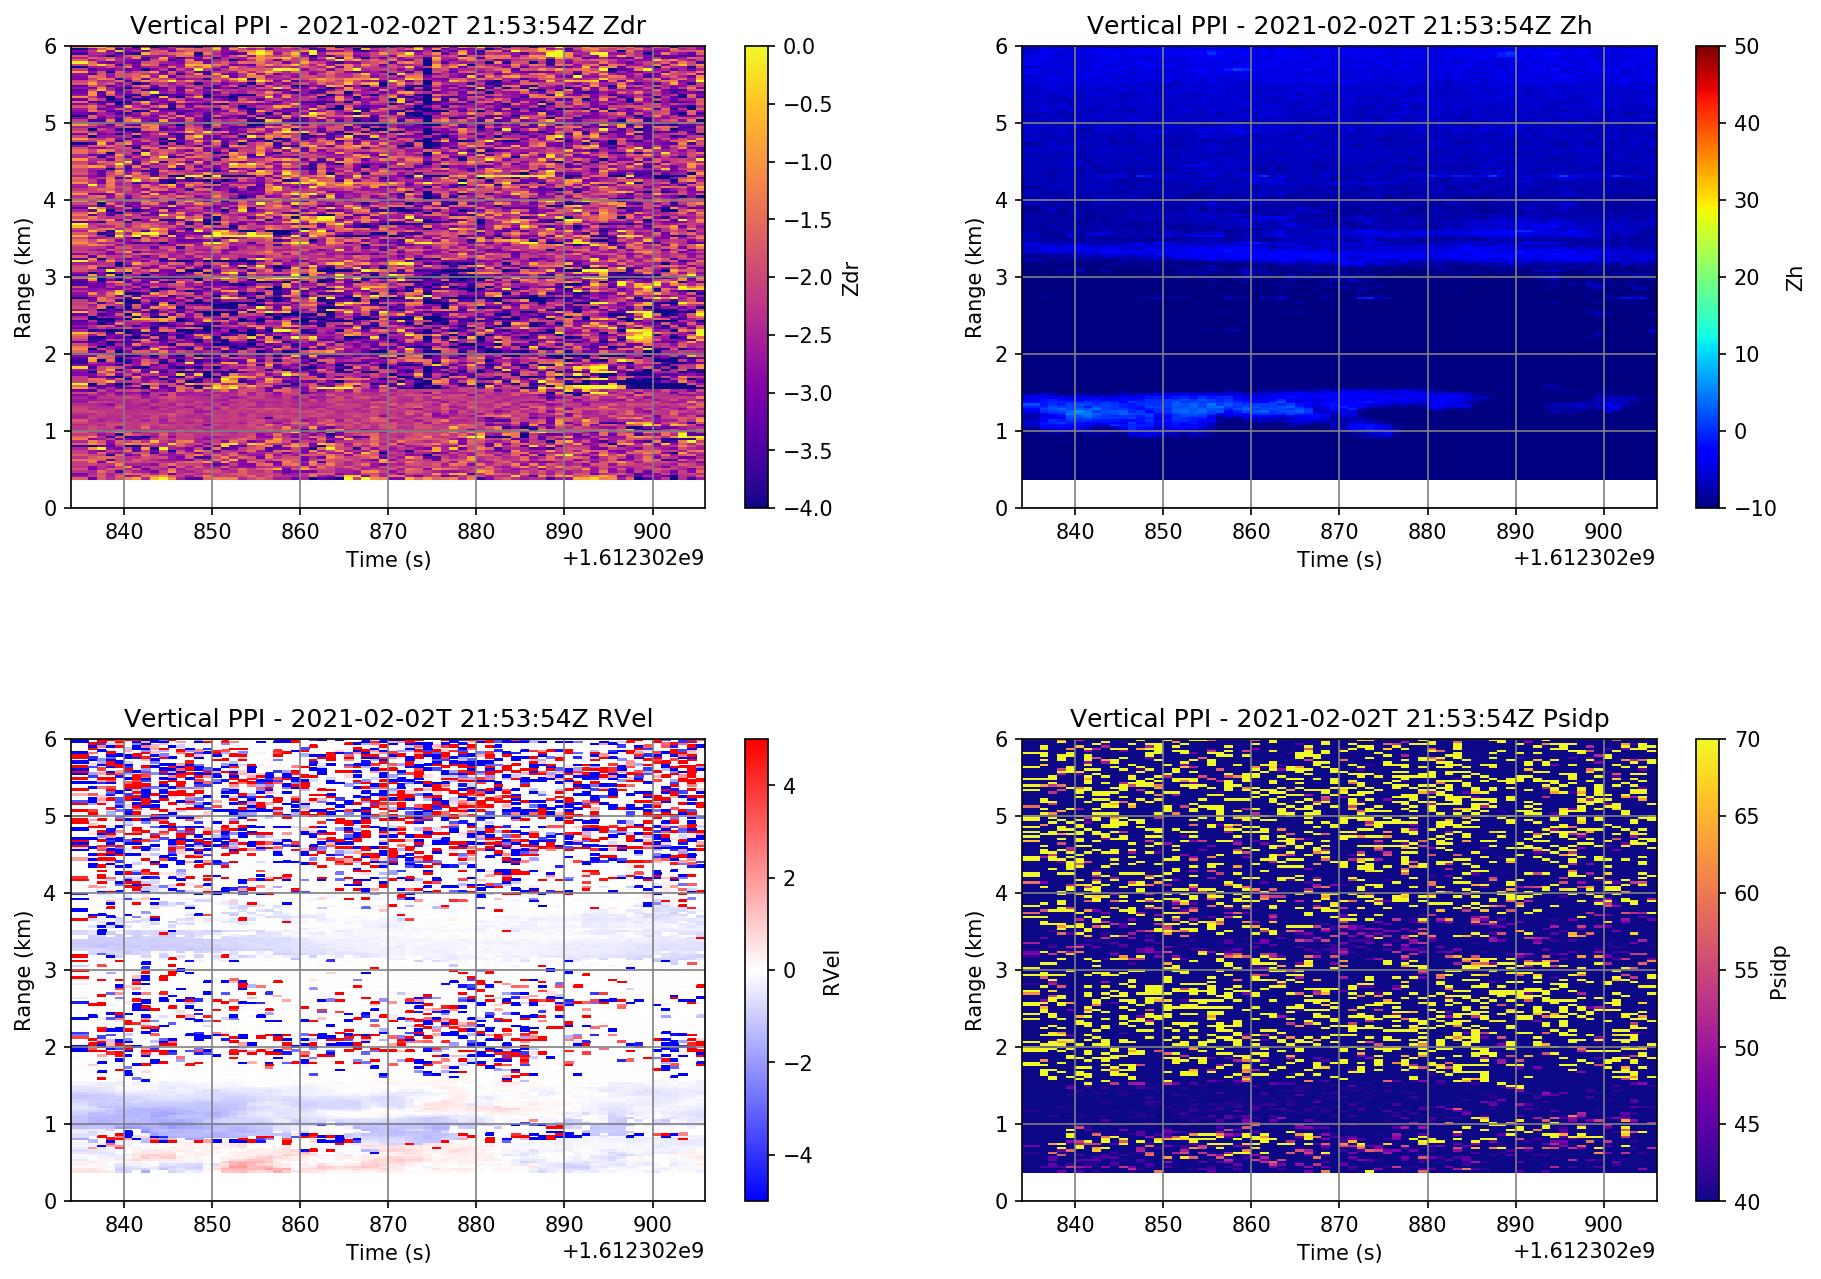 Vertical PPI - 2021-02-02T 21:53:54Z Zdr
6
5
4
3
2
1
0
Range (km)
840 850 860 870 880 890 900
Time (s)
+1.612302e9
0.0
−0.5
−1.0
−1.5
−2.0
−2.5
−3.0
−3.5
−4.0
Zdr
Vertical PPI - 2021-02-02T 21:53:54Z Zh
6
5
4
3
2
1
0
Range (km)
840 850 860 870 880 890 900
Time (s)
+1.612302e9
50
40
30
20
10
0
−10
Zh
Vertical PPI - 2021-02-02T 21:53:54Z RVel
6
5
4
3
2
1
0
Range (km)
840 850 860 870 880 890 900
Time (s)
+1.612302e9
4
2
0
−2
−4
RVel
Vertical PPI - 2021-02-02T 21:53:54Z Psidp
6
5
4
3
2
1
0
Range (km)
840 850 860 870 880 890 900
Time (s)
+1.612302e9
70
65
60
55
50
45
40
Psidp